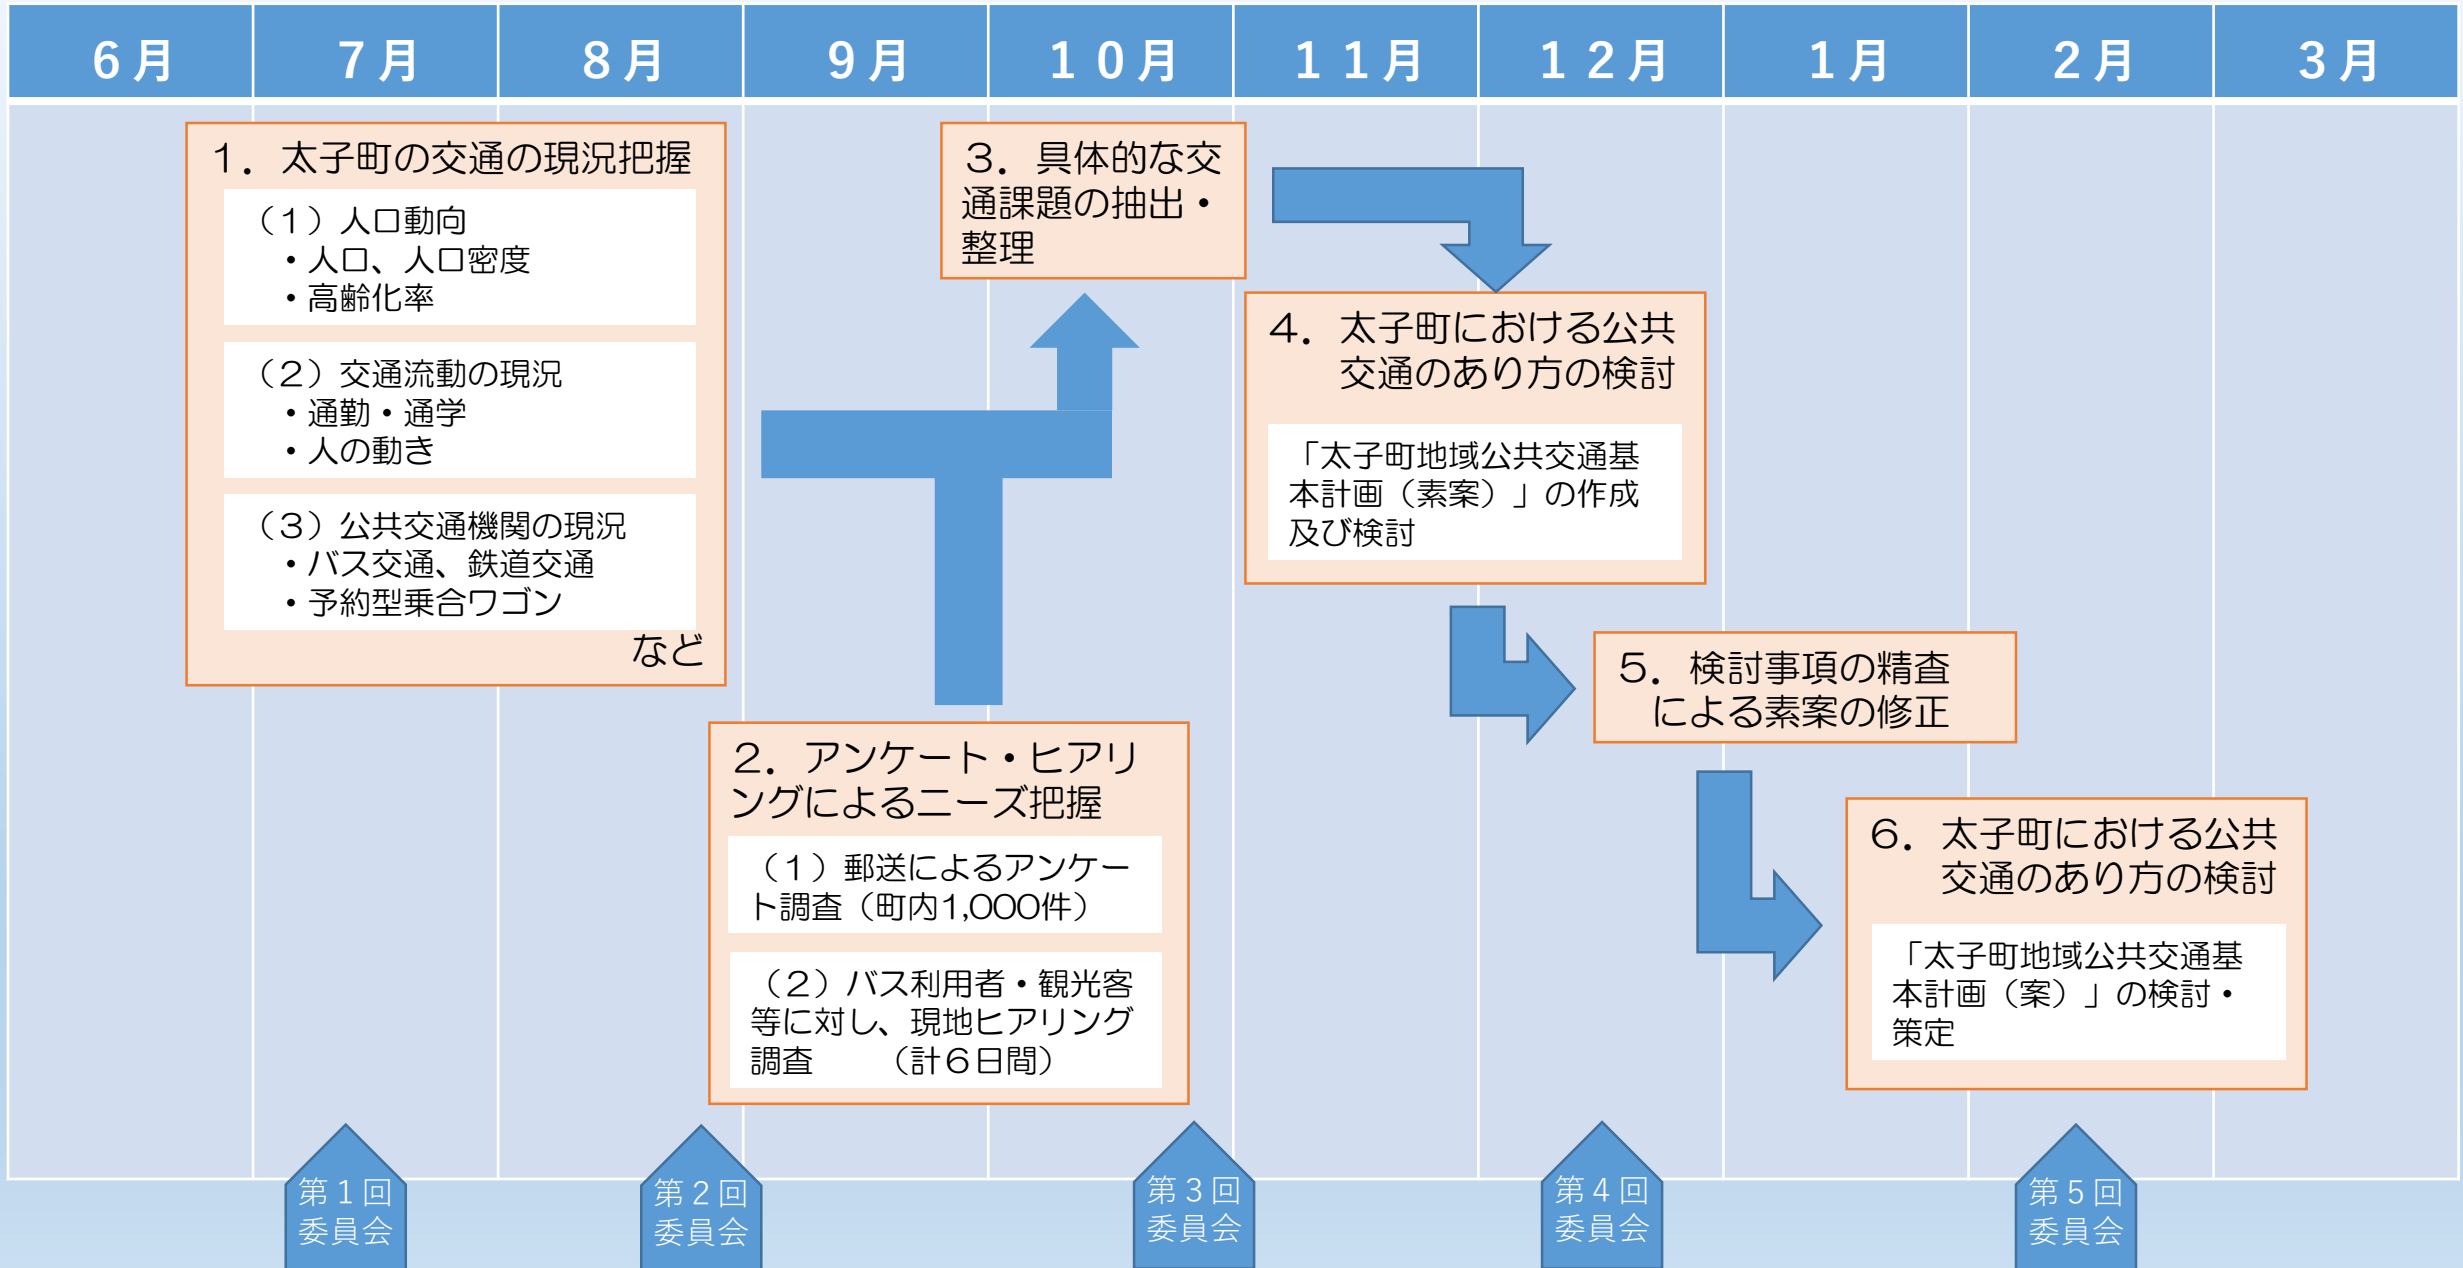 6月 7月 8月 9月 10月 11月 12月 1月 2月 3月
1．太子町の交通の現況把握
（1）人口動向
・人口、人口密度
・高齢化率
（2）交通流動の現況
・通勤・通学
・人の動き
（3）公共交通機関の現況
・バス交通、鉄道交通
・予約型乗合ワゴン
など
2．アンケート・ヒアリ
ングによるニーズ把握
（1）郵送によるアンケー
ト調査（町内1,000件）
（2）バス利用者・観光客
等に対し、現地ヒアリング
調査　　（計6日間）
3．具体的な交
通課題の抽出・
整理
4．太子町における公共
交通のあり方の検討
「太子町地域公共交通基
本計画（素案）」の作成
及び検討
5．検討事項の精査
による素案の修正
6．太子町における公共
交通のあり方の検討
「太子町地域公共交通基
本計画（案）」の検討・
策定
第1回
委員会
第2回
委員会
第3回
委員会
第4回
委員会
第5回
委員会